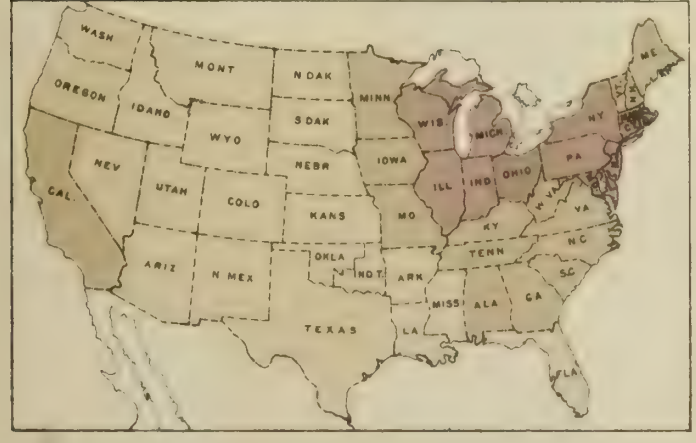 WASH
MONT
N DAK
MINN
ME
OREGON
IDAHO
S DAK
WIS
MICH
VT
N H
NY
WYO
NEBR
IOWA
PA
NEV
UTAH
COLO
KANS
MO
ILL
IND
OHIO
W VA
VA
CAL.
KY
ARIZ
N MEX
OKLA
IND T.
ARK
TENN
N C
S.C
TEXAS
LA
MISS
ALA
GA
FLA